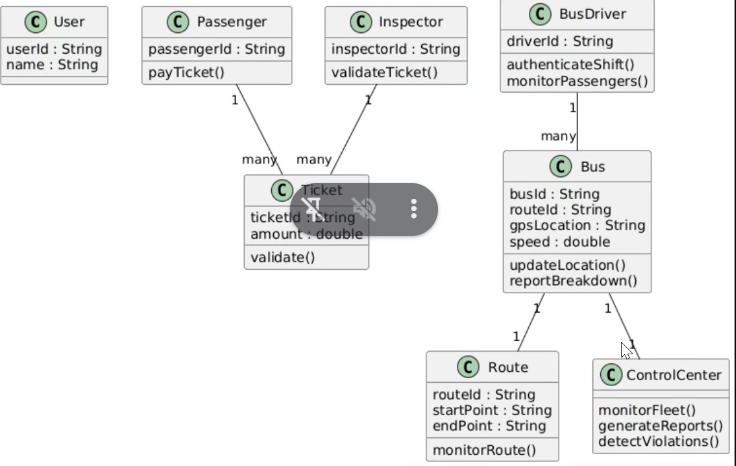 C User
userId : String
name : String
C Passenger
passengerId : String
payTicket()
C Inspector
inspectorId : String
validateTicket()
C BusDriver
driverId : String
authenticateShift()
monitorPassengers()
1
1
1
many
many
many
C Ticket
ticketId : String
amount : double
validate()
C Bus
busId : String
routeId : String
gpsLocation : String
speed : double
updateLocation()
reportBreakdown()
1
1
1
1
C Route
routeId : String
startPoint : String
endPoint : String
monitorRoute()
C ControlCenter
monitorFleet()
generateReports()
detectViolations()